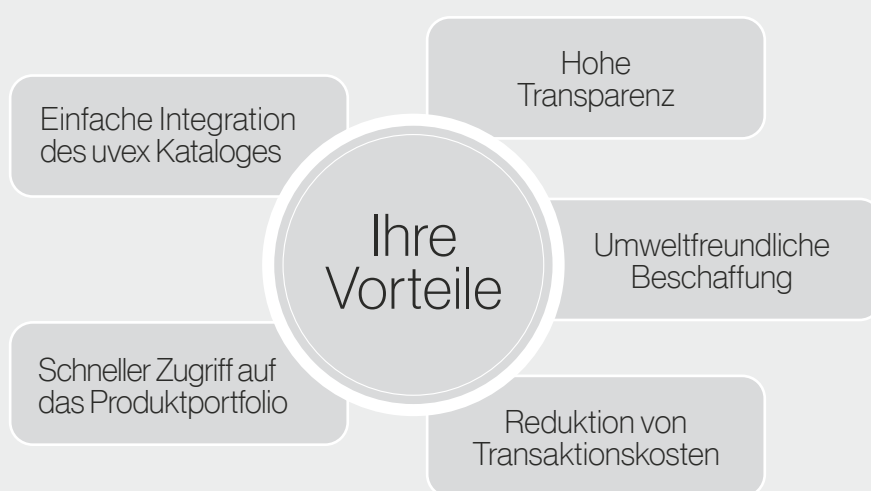 Hohe
Transparenz
Einfache Integration
des uvex Kataloges
Ihre
Vorteile
Umweltfreundliche
Beschaffung
Schneller Zugriff auf
das Produktportfolio
Reduktion von
Transaktionskosten